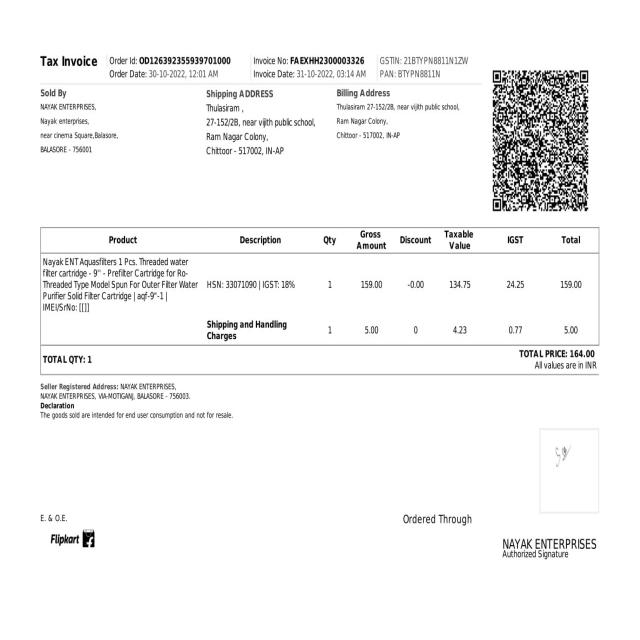 Tax Invoice
Order Id: OD126392355939701000
Order Date: 30-10-2022, 12:01 AM
Invoice No: FAEXHH2300003326
Invoice Date: 31-10-2022, 03:14 AM
GSTIN: 21BTYPN8811N1ZW
PAN: BTYPN8811N
Sold By
NAYAK ENTERPRISES,
Nayak enterprises,
near cinema Square,Balasore,
BALASORE - 756001
Shipping ADDRESS
Thulasiram ,
27-152/2B, near vijith public school,
Ram Nagar Colony,
Chittoor - 517002, IN-AP
Billing Address
Thulasiram 27-152/2B, near vijith public school,
Ram Nagar Colony,
Chittoor - 517002, IN-AP
Product Description Qty Gross Amount Discount Taxable Value IGST Total
Nayak ENT Aquasfilters 1 Pcs. Threaded water
filter cartridge - 9" - Prefilter Cartridge for Ro-
Threaded Type Model Spun For Outer Filter Water
Purifier Solid Filter Cartridge | aqf-9"-1 |
IMEI/SrNo: [[]]
HSN: 33071090 | IGST: 18% 1 159.00 -0.00 134.75 24.25 159.00
Shipping and Handling
Charges
1 5.00 0 4.23 0.77 5.00
TOTAL QTY: 1
TOTAL PRICE: 164.00
All values are in INR
Seller Registered Address: NAYAK ENTERPRISES,
NAYAK ENTERPRISES, VIA-MOTIGANJ, BALASORE - 756003.
Declaration
The goods sold are intended for end user consumption and not for resale.
E. & O.E.
Ordered Through
Flipkart
NAYAK ENTERPRISES
Authorized Signature